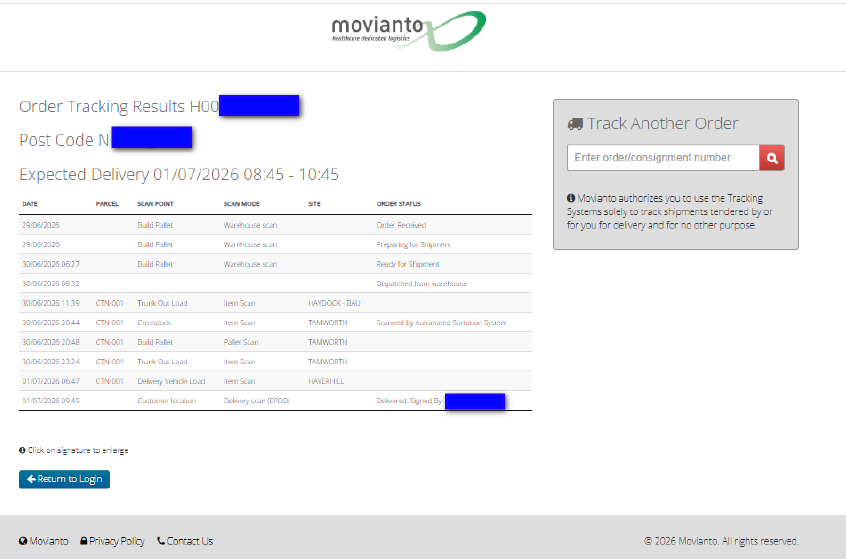 movianto
healthcare dedicated logistics
Order Tracking Results H00
Post Code N
Expected Delivery 01/07/2026 08:45 - 10:45
DATE PARCEL SCAN POINT SCAN MODE SITE ORDER STATUS
29/06/2026 Build Pallet Warehouse scan Order Received
29/06/2026 Build Pallet Warehouse scan Preparing for Shipment
30/06/2026 06:27 Build Pallet Warehouse scan Ready for Shipment
30/06/2026 09:32 Dispatched from warehouse
30/06/2026 11:39 CTN-001 Trunk Out Load Item Scan HAYDOCK - BAU
30/06/2026 20:44 CTN-001 Crossdock Item Scan TAMWORTH Scanned by Automated Sortation System
30/06/2026 20:48 CTN-001 Build Pallet Pallet Scan TAMWORTH
30/06/2026 23:24 CTN-001 Trunk Out Load Item Scan TAMWORTH
01/07/2026 06:47 CTN-001 Delivery Vehicle Load Item Scan HAVERHILL
01/07/2026 09:49 Customer location Delivery scan (EPOD) Delivered. Signed By:
Click on signature to enlarge
Return to Login
Track Another Order
Enter order/consignment number
Movianto authorizes you to use the Tracking
Systems solely to track shipments tendered by or
for you for delivery and for no other purpose.
Movianto Privacy Policy Contact Us
© 2026 Movianto. All rights reserved.